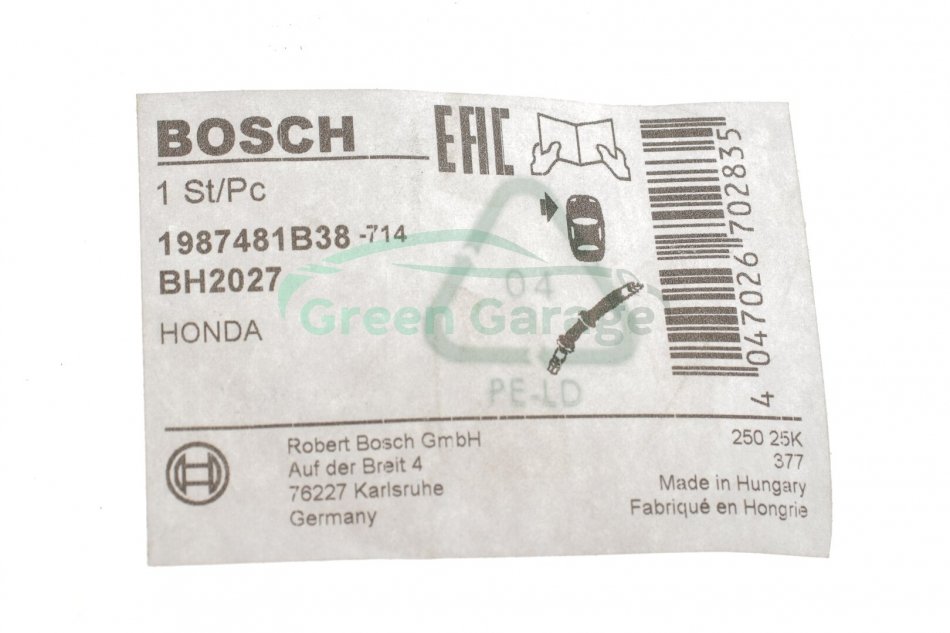 BOSCH
EAC
1 St/Pc
1987481B38 -714
BH2027
HONDA
Green Garage
04
PE-LD
4 047026 702835
Robert Bosch GmbH
Auf der Breit 4
76227 Karlsruhe
Germany
250 25K
377
Made in Hungary
Fabriqué en Hongrie